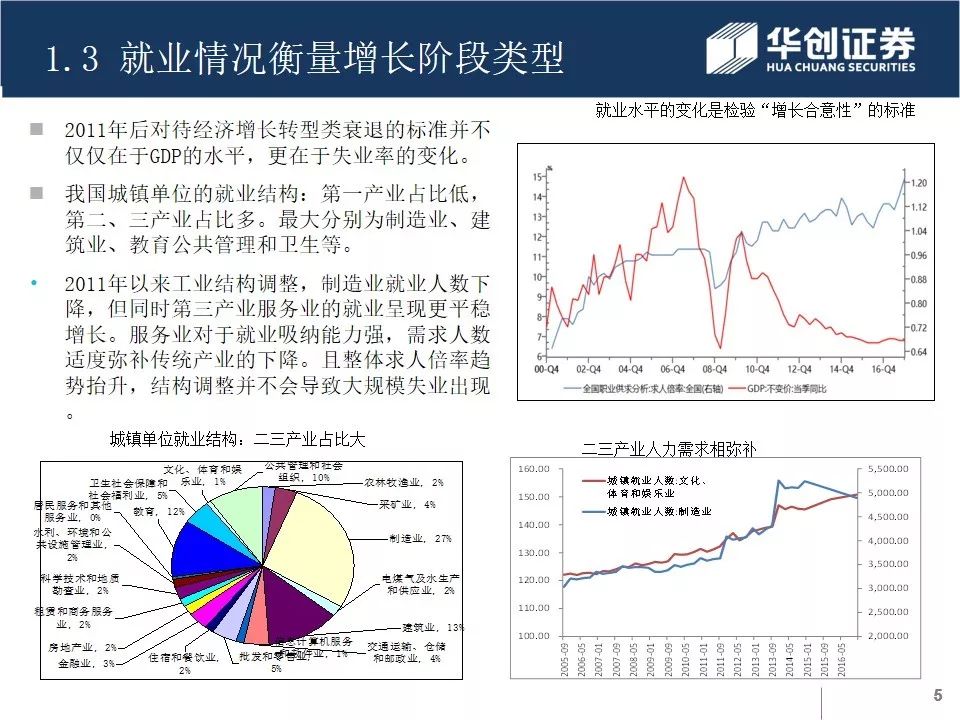 1.3 就业情况衡量增长阶段类型
华创证券
HUA CHUANG SECURITIES
2011年后对待经济增长转型类衰退的标准并不
仅仅在于GDP的水平，更在于失业率的变化。
我国城镇单位的就业结构：第一产业占比低，
第二、三产业占比多。最大分别为制造业、建
筑业、教育公共管理和卫生等。
2011年以来工业结构调整，制造业就业人数下
降，但同时第三产业服务业的就业呈现更平稳
增长。服务业对于就业吸纳能力强，需求人数
适度弥补传统产业的下降。且整体求人倍率趋
势抬升，结构调整并不会导致大规模失业出现
。
就业水平的变化是检验“增长合意性”的标准
%
15
14
13
12
11
10
9
8
7
6
1.20
1.12
1.04
0.96
0.88
0.80
0.72
0.64
00-Q4 02-Q4 04-Q4 06-Q4 08-Q4 10-Q4 12-Q4 14-Q4 16-Q4
全国职业供求分析:求人倍率:全国(右轴) GDP:不变价:当季同比
城镇单位就业结构：二三产业占比大
文化、体育和娱
乐业, 1%
公共管理和社会
组织, 10%
农林牧渔业, 2%
采矿业, 4%
制造业, 27%
电煤气及水生产
和供应业, 2%
建筑业, 13%
交通运输、仓储
和邮政业, 4%
计算机服务
件业, 1%
批发和零售业,
5%
住宿和餐饮业,
2%
金融业, 3%
房地产业, 2%
租赁和商务服务
业, 2%
科学技术和地质
勘查业, 2%
水利、环境和公
共设施管理业,
2%
居民服务和其他
服务业, 0%
教育, 12%
卫生社会保障和
社会福利业, 5%
二三产业人力需求相弥补
160.00
150.00
140.00
130.00
120.00
110.00
100.00
5,500.00
5,000.00
4,500.00
4,000.00
3,500.00
3,000.00
2,500.00
2,000.00
城镇就业人数:文化、
体育和娱乐业
城镇就业人数:制造业
2005-09
2006-05
2007-01
2007-09
2008-05
2009-01
2009-09
2010-05
2011-01
2011-09
2012-05
2013-01
2013-09
2014-05
2015-01
2015-09
2016-05
5